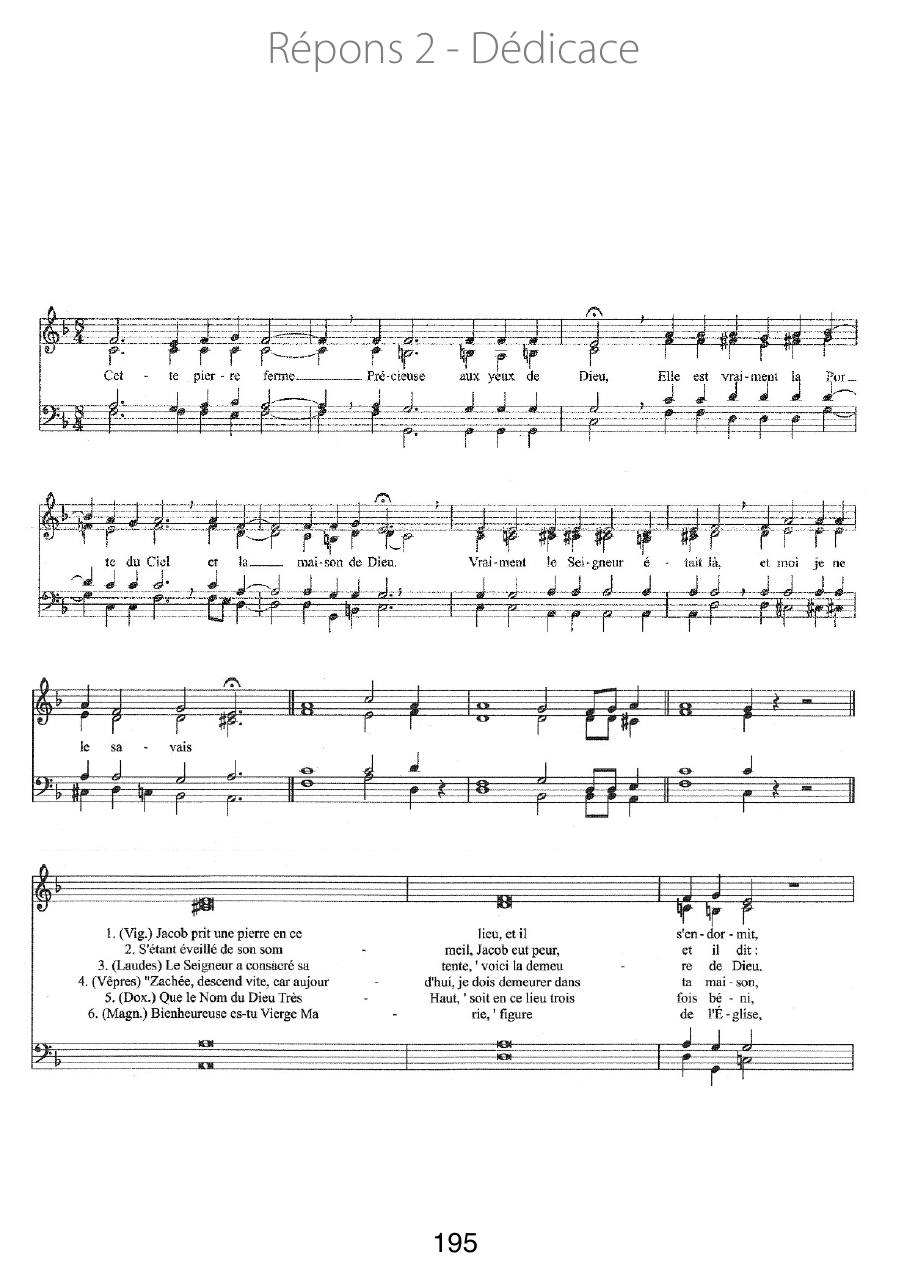 Répons 2 - Dédicace
Cet - te pier - re ferme Pré-cieuse aux yeux de Dieu, Elle est vrai-ment la Por
te du Ciel et la mai-son de Dieu. Vrai-ment le Sei-gneur é - tait là, et moi je ne
le sa - vais
1. (Vig.) Jacob prit une pierre en ce lieu, et il s'en-dor-mit,
2. S'étant éveillé de son som - meil, Jacob eut peur, et il dit :
3. (Laudes) Le Seigneur a consacré sa tente, ' voici la demeu - re de Dieu.
4. (Vêpres) "Zachée, descend vite, car aujour - d'hui, je dois demeurer dans ta mai-son,
5. (Dox.) Que le Nom du Dieu Très - Haut, ' soit en ce lieu trois fois bé - ni,
6. (Magn.) Bienheureuse es-tu Vierge Ma - rie, ' figure de l'É-glise,
195